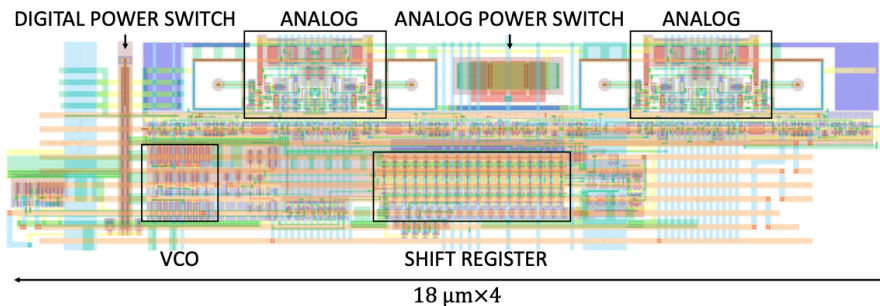 DIGITAL POWER SWITCH ANALOG ANALOG POWER SWITCH ANALOG
VCO SHIFT REGISTER
18 µm×4